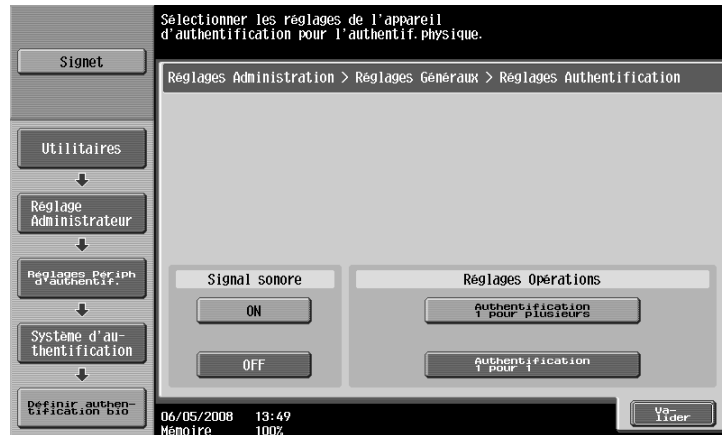 Sélectionner les réglages de l'appareil
d'authentification pour l'authentif.physique.
Signet
Réglages Administration > Réglages Généraux > Réglages Authentification
Utilitaires
Réglage
Administrateur
Réglages Périph
d'authentif.
Système d'au-
thentification
Définir authen-
tification bio
Signal sonore
ON
OFF
Réglages Opérations
Authentification
1 pour plusieurs
Authentification
1 pour 1
06/05/2008 13:49
Mémoire 100%
Va-
lider